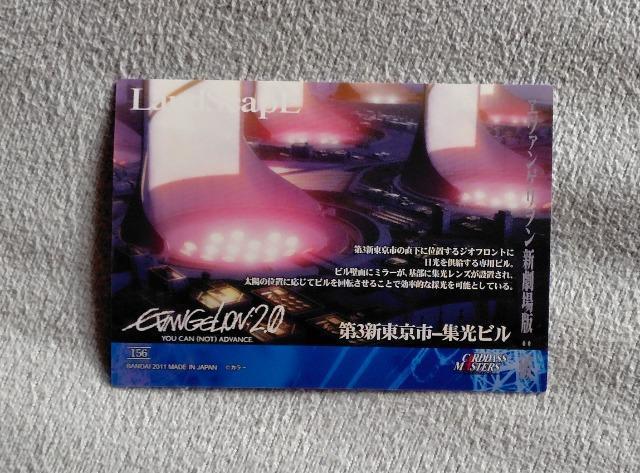 LandskapE
エヴァンゲリヲン新劇場版：破
第3新東京市の直下に位置するジオフロントに
日光を供給する専用ビル。
ビル壁面にミラーが、基部に集光レンズが設置され、
太陽の位置に応じてビルを回転させることで効率的な採光を可能としている。
EVANGELION:2.0
YOU CAN (NOT) ADVANCE
第3新東京市−集光ビル
156
BANDAI 2011 MADE IN JAPAN ©カラー
CARDDASS
MASTERS